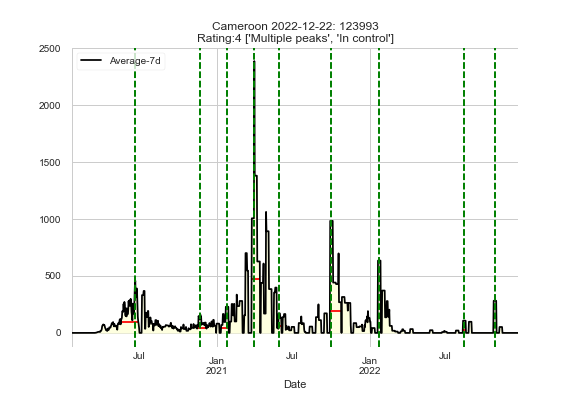 Cameroon 2022-12-22: 123993
Rating:4 ['Multiple peaks', 'In control']
Average-7d
2500
2000
1500
1000
500
0
Jul
Jan
2021
Jul
Jan
2022
Jul
Date